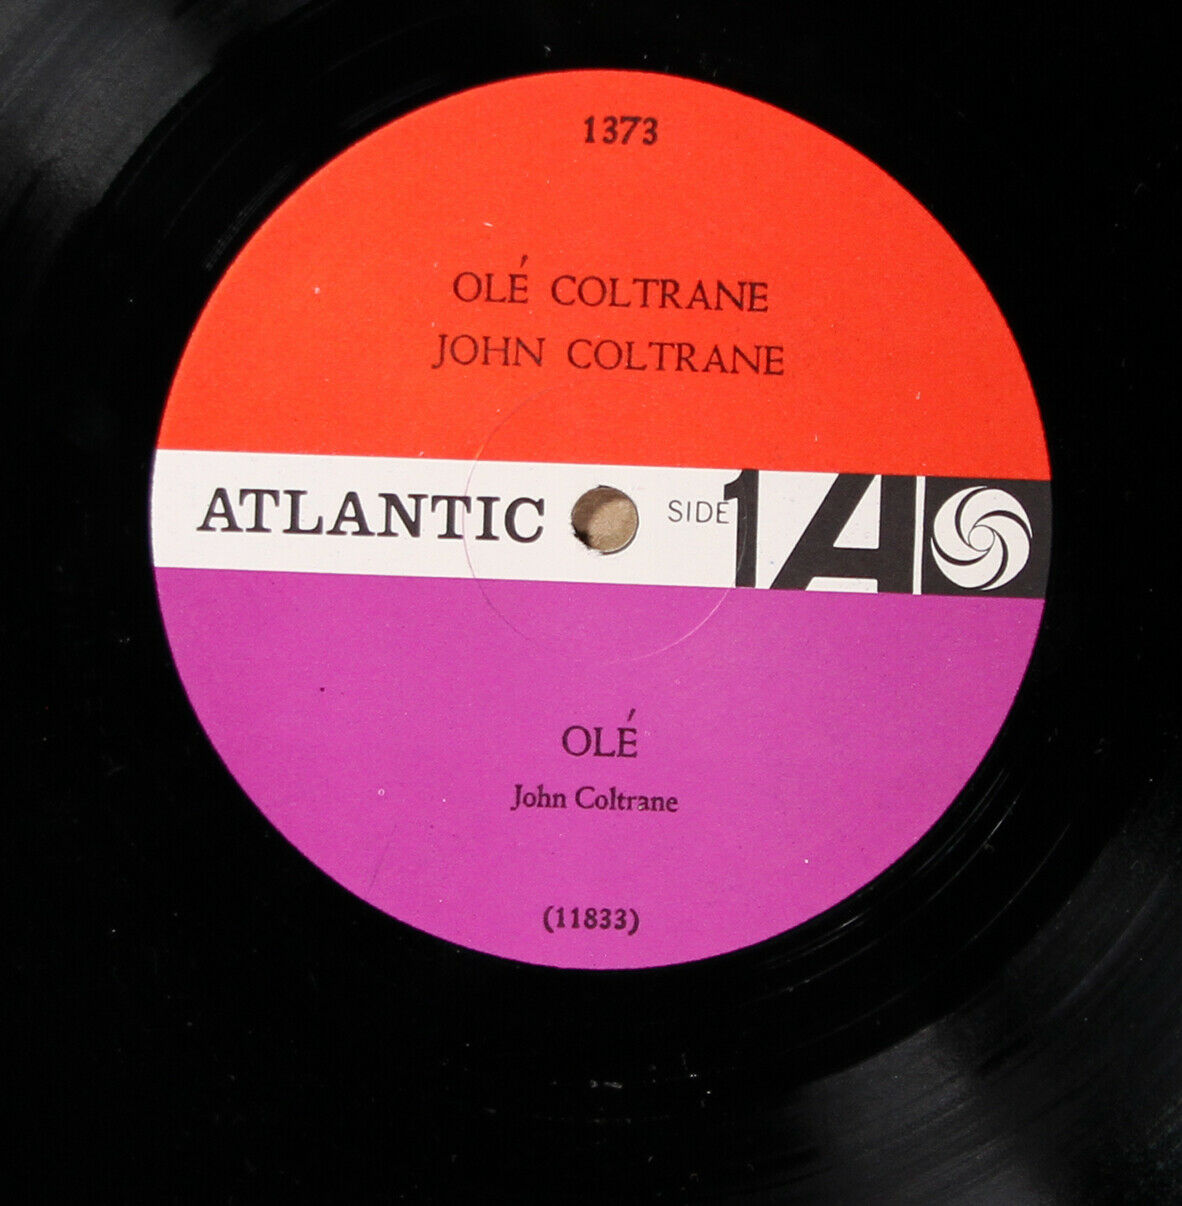 1373
OLÉ COLTRANE
JOHN COLTRANE
ATLANTIC SIDE 1 A
OLÉ
John Coltrane
(11833)